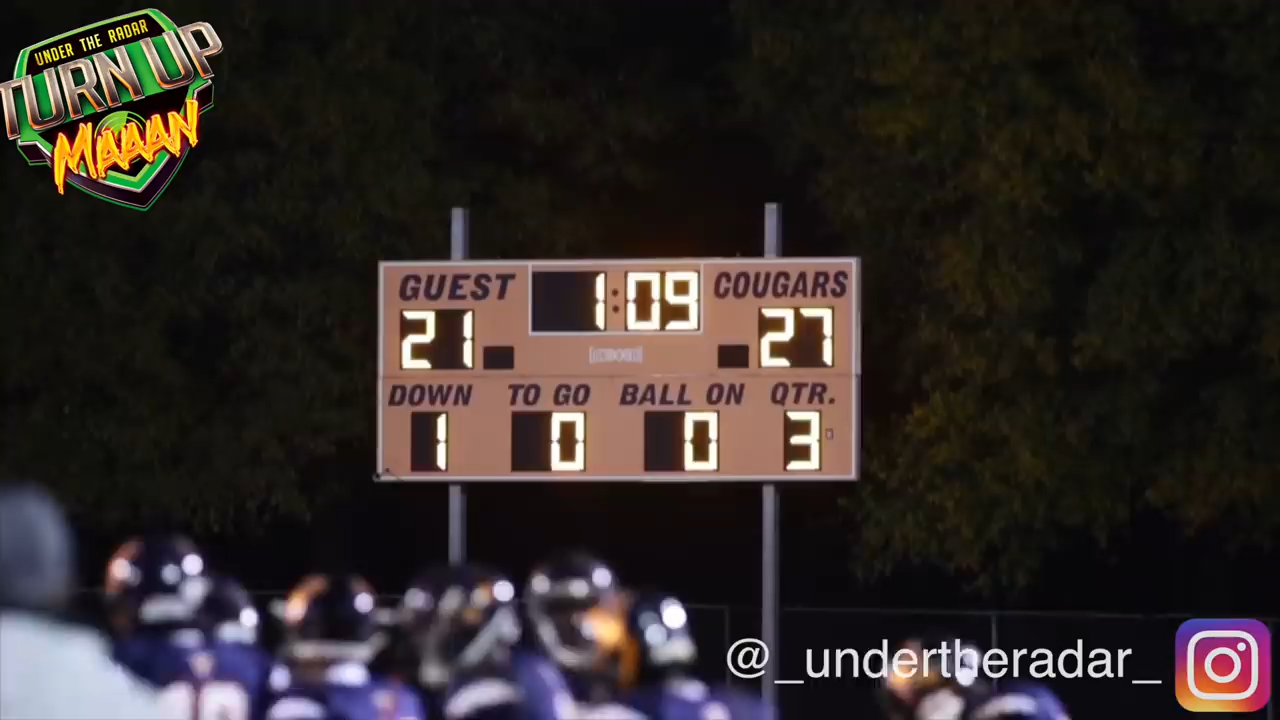 UNDER THE RADAR
TURN UP
MAAAN
GUEST 1:09 COUGARS
21 27
DOWN TO GO BALL ON QTR.
1 0 0 3
@_undertheradar_